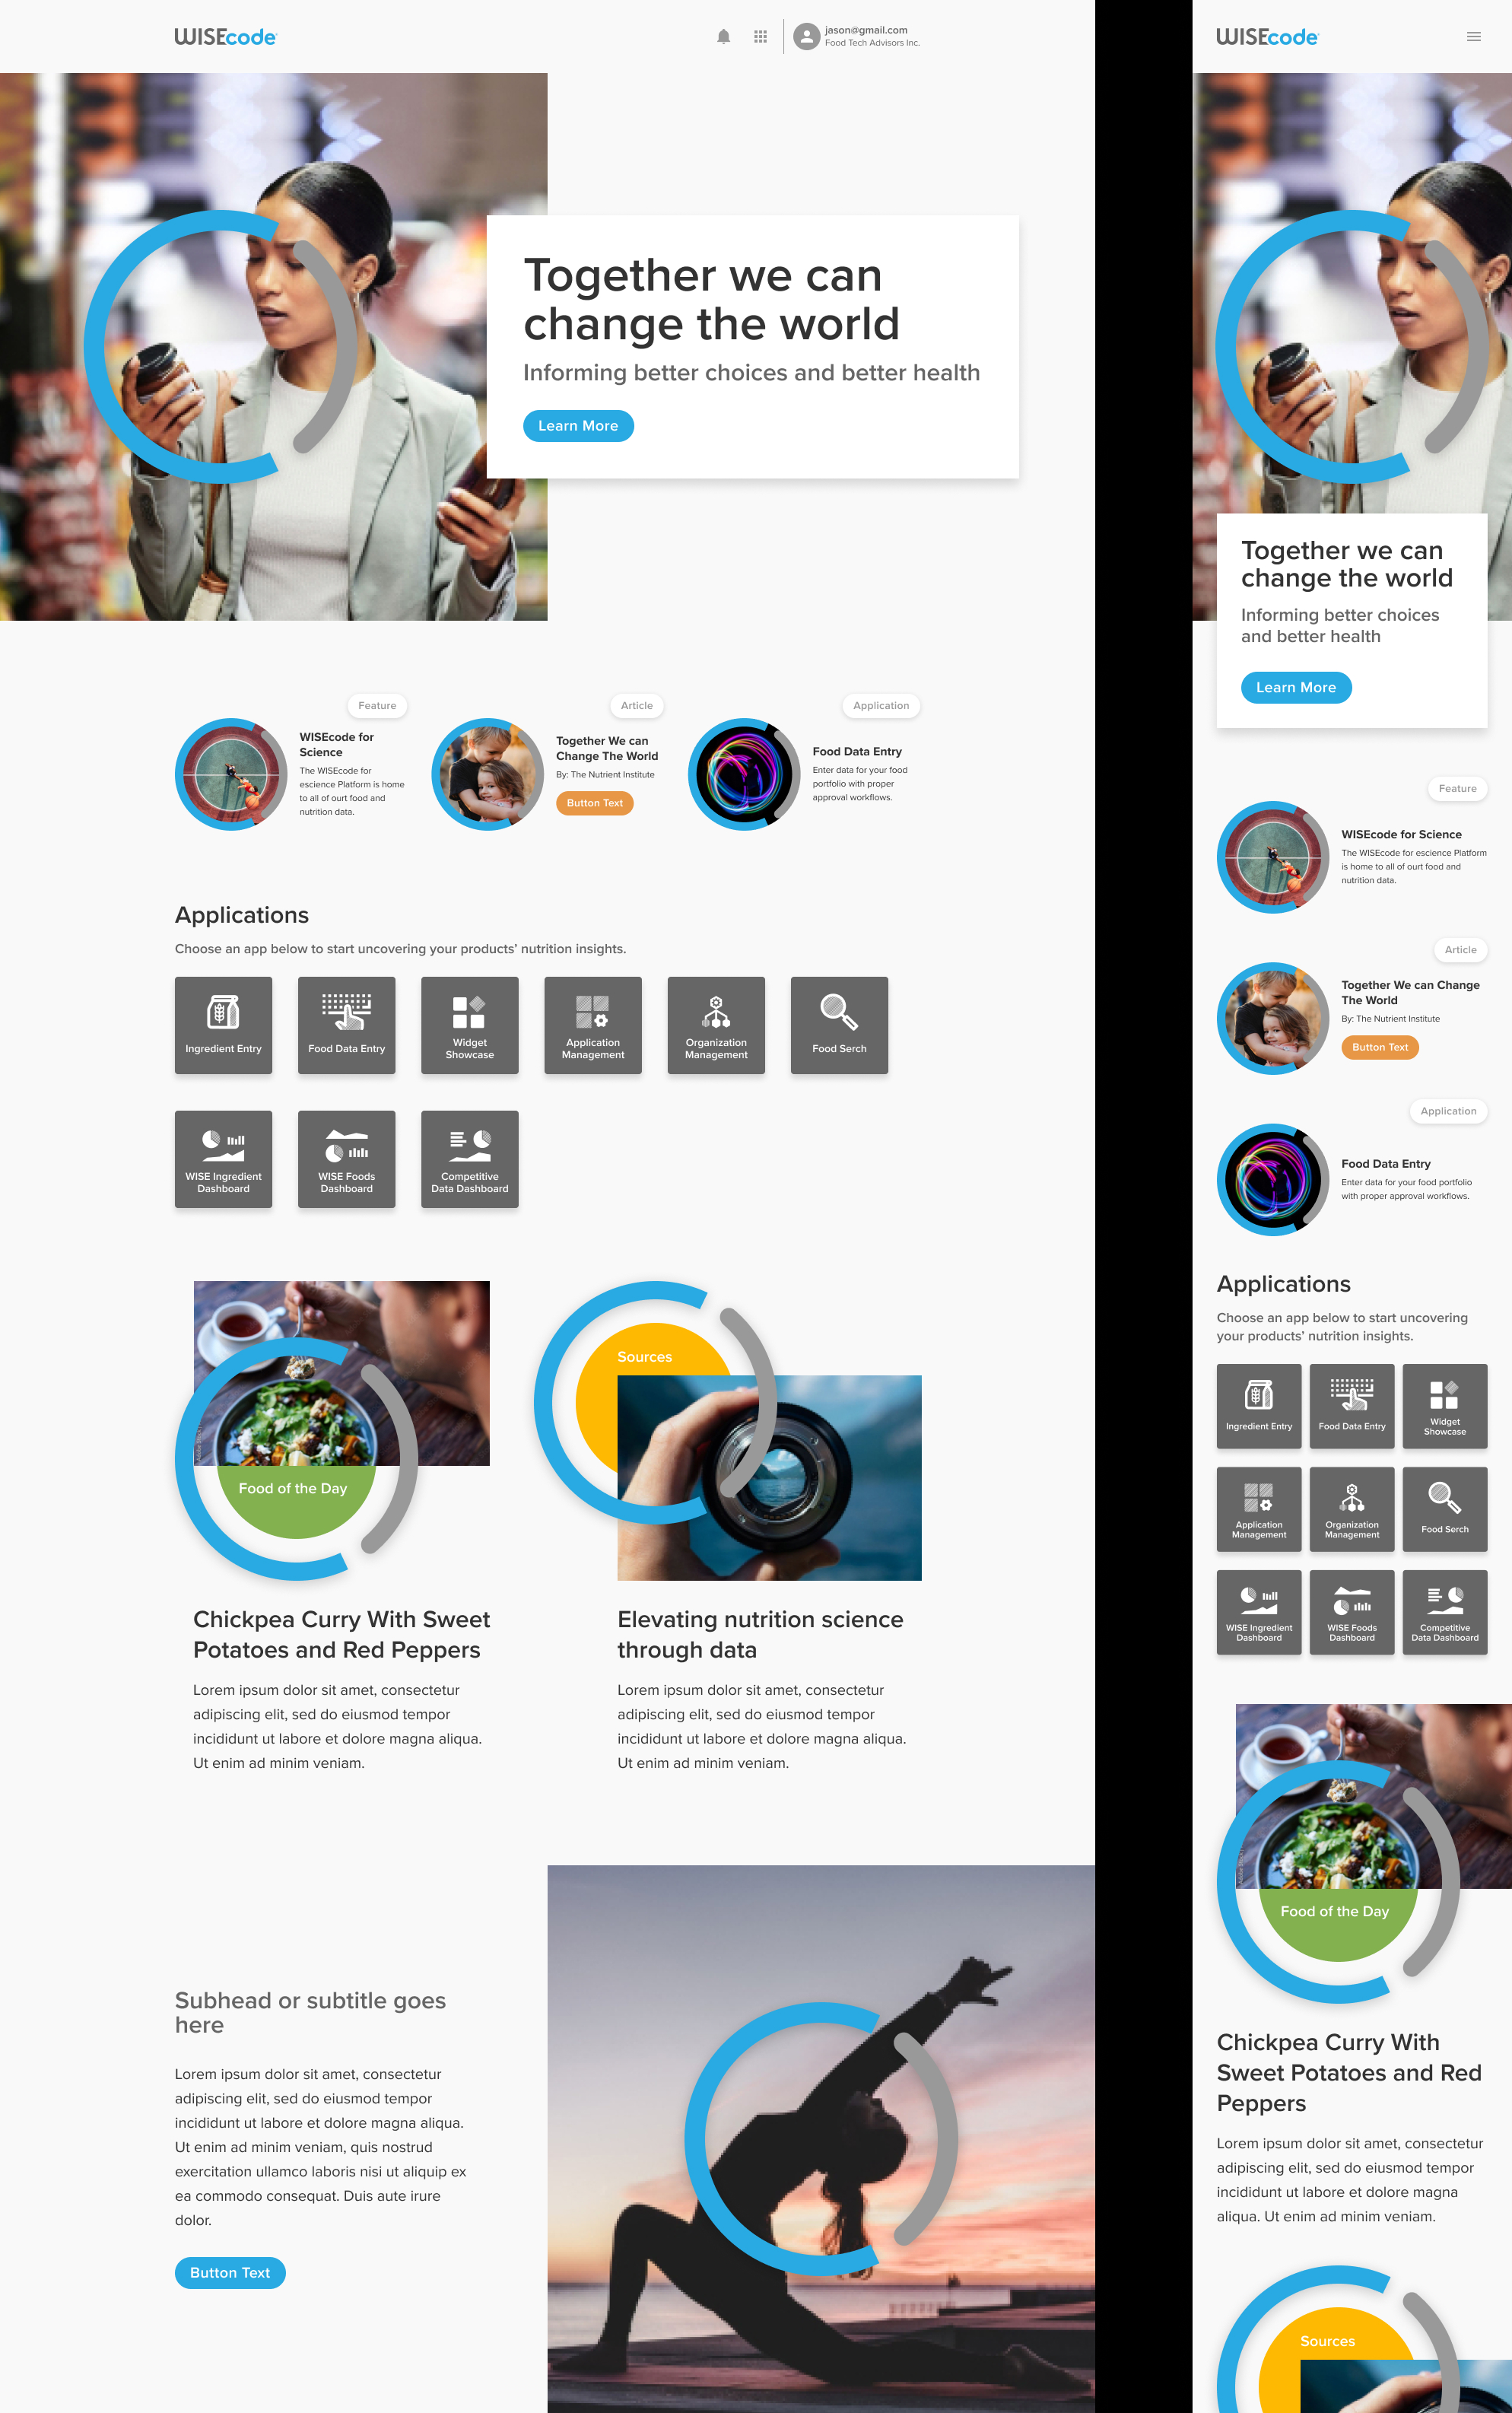 WISEcode
jason@gmail.com
Food Tech Advisors Inc.
Together we can
change the world
Informing better choices and better health
Learn More
Feature
WISEcode for
Science
The WISEcode for
escience Platform is home
to all of ourt food and
nutrition data.
Article
Together We can
Change The World
By: The Nutrient Institute
Button Text
Application
Food Data Entry
Enter data for your food
portfolio with proper
approval workflows.
Applications
Choose an app below to start uncovering your products' nutrition insights.
Ingredient Entry
Food Data Entry
Widget
Showcase
Application
Management
Organization
Management
Food Serch
WISE Ingredient
Dashboard
WISE Foods
Dashboard
Competitive
Data Dashboard
Food of the Day
Chickpea Curry With Sweet
Potatoes and Red Peppers
Lorem ipsum dolor sit amet, consectetur
adipiscing elit, sed do eiusmod tempor
incididunt ut labore et dolore magna aliqua.
Ut enim ad minim veniam.
Sources
Elevating nutrition science
through data
Lorem ipsum dolor sit amet, consectetur
adipiscing elit, sed do eiusmod tempor
incididunt ut labore et dolore magna aliqua.
Ut enim ad minim veniam.
Subhead or subtitle goes
here
Lorem ipsum dolor sit amet, consectetur
adipiscing elit, sed do eiusmod tempor
incididunt ut labore et dolore magna aliqua.
Ut enim ad minim veniam, quis nostrud
exercitation ullamco laboris nisi ut aliquip ex
ea commodo consequat. Duis aute irure
dolor.
Button Text
WISEcode
Together we can
change the world
Informing better choices
and better health
Learn More
Feature
WISEcode for Science
The WISEcode for escience Platform
is home to all of ourt food and
nutrition data.
Article
Together We can Change
The World
By: The Nutrient Institute
Button Text
Application
Food Data Entry
Enter data for your food portfolio
with proper approval workflows.
Applications
Choose an app below to start uncovering
your products' nutrition insights.
Ingredient Entry
Food Data Entry
Widget
Showcase
Application
Management
Organization
Management
Food Serch
WISE Ingredient
Dashboard
WISE Foods
Dashboard
Competitive
Data Dashboard
Food of the Day
Chickpea Curry With
Sweet Potatoes and Red
Peppers
Lorem ipsum dolor sit amet, consectetur
adipiscing elit, sed do eiusmod tempor
incididunt ut labore et dolore magna
aliqua. Ut enim ad minim veniam.
Sources